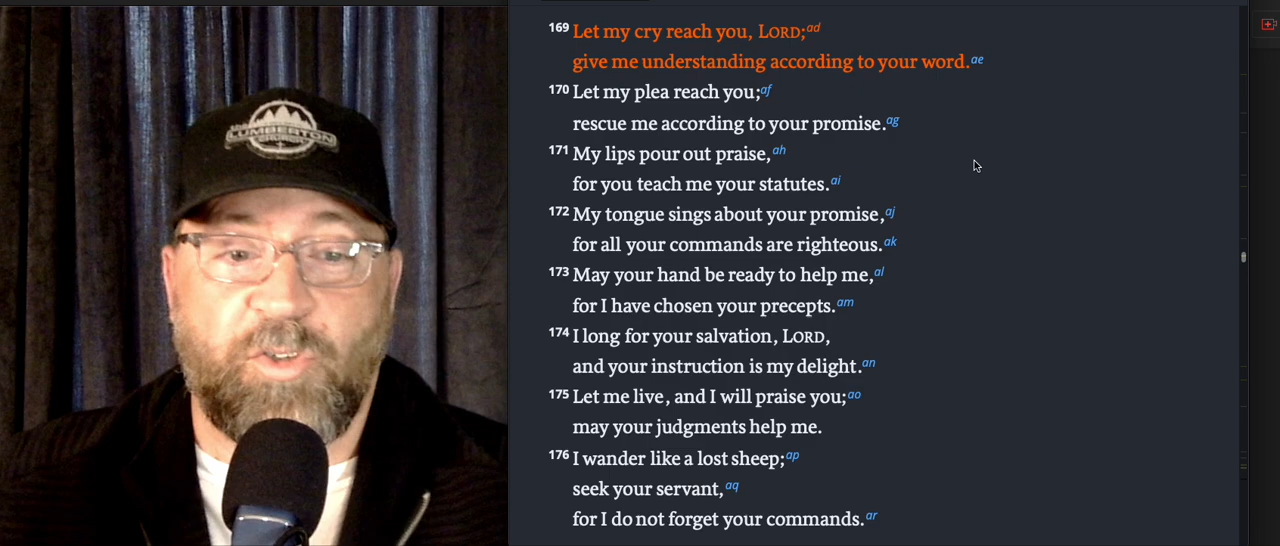 the
LUMBERTON
169 Let my cry reach you, LORD;ad
give me understanding according to your word.ae
170 Let my plea reach you;af
rescue me according to your promise.ag
171 My lips pour out praise,ah
for you teach me your statutes.ai
172 My tongue sings about your promise,aj
for all your commands are righteous.ak
173 May your hand be ready to help me,al
for I have chosen your precepts.am
174 I long for your salvation, LORD,
and your instruction is my delight.an
175 Let me live, and I will praise you;ao
may your judgments help me.
176 I wander like a lost sheep;ap
seek your servant,aq
for I do not forget your commands.ar